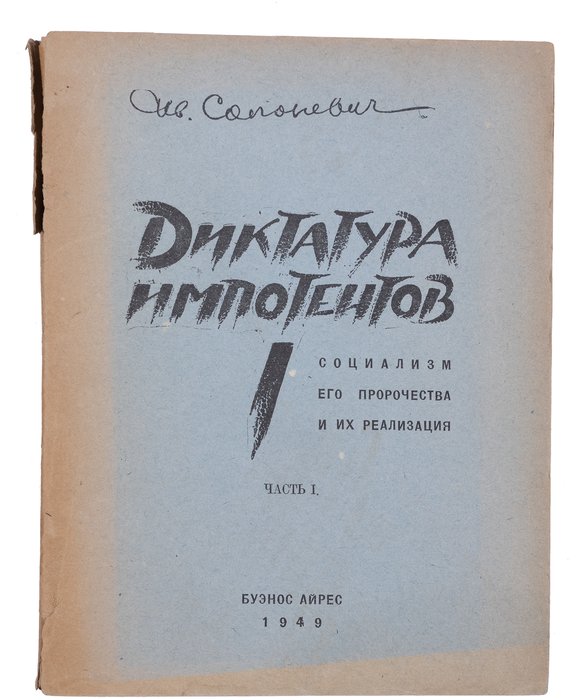 Ив. Солоневич
ДИКТАТУРА
ИМПОТЕНТОВ
I
СОЦИАЛИЗМ
ЕГО ПРОРОЧЕСТВА
И ИХ РЕАЛИЗАЦИЯ
ЧАСТЬ I.
БУЭНОС АЙРЕС
1949